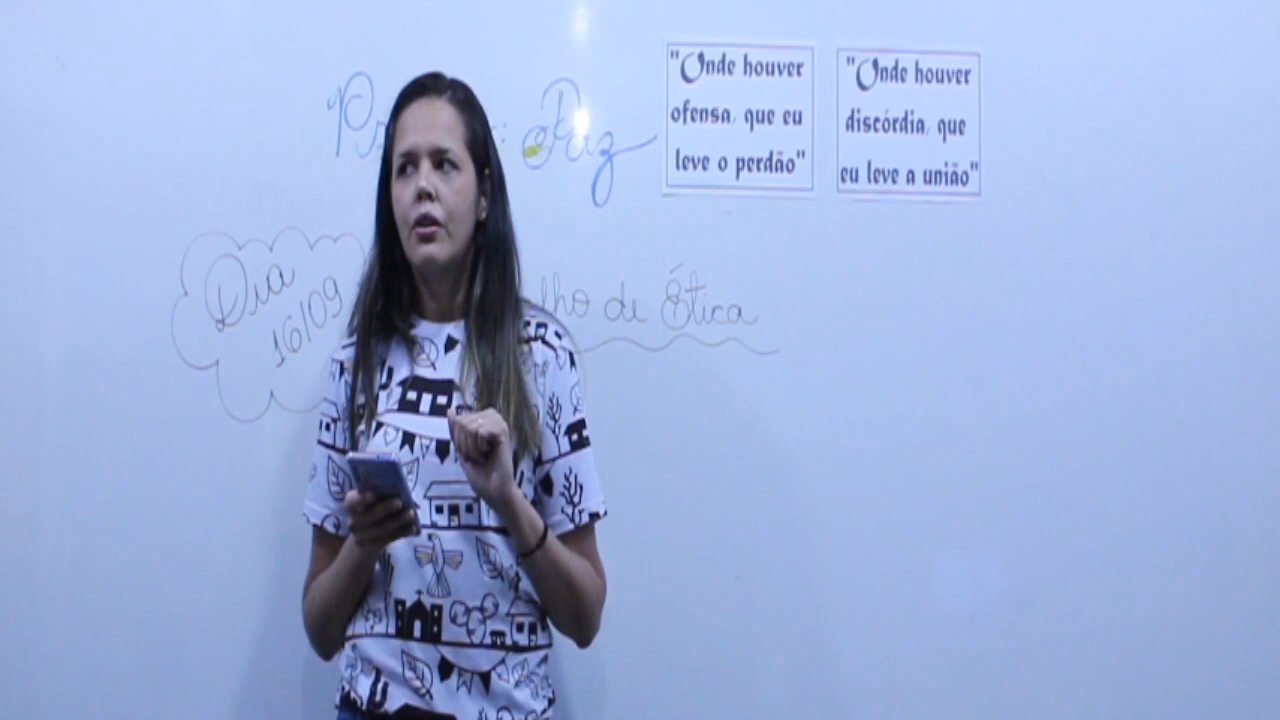 Paz
"Onde houver
ofensa, que eu
leve o perdão"
"Onde houver
discórdia, que
eu leve a união"
Dia
16/09
lho de Ética